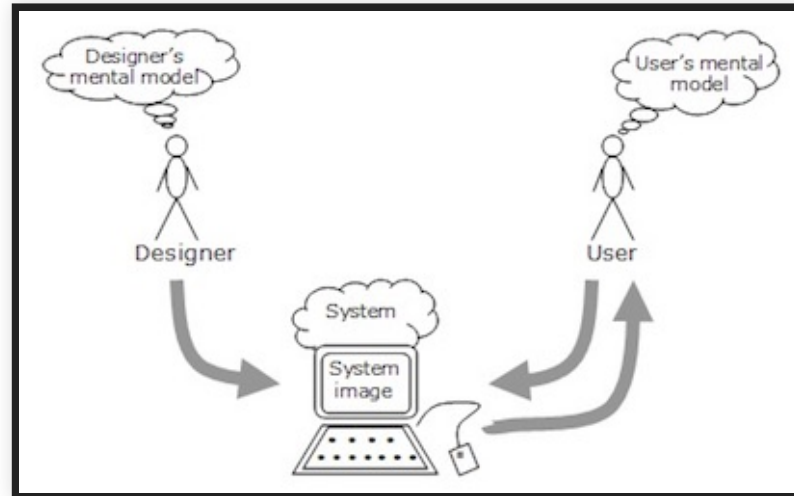 Designer's
mental model
User's mental
model
Designer
User
System
System
image